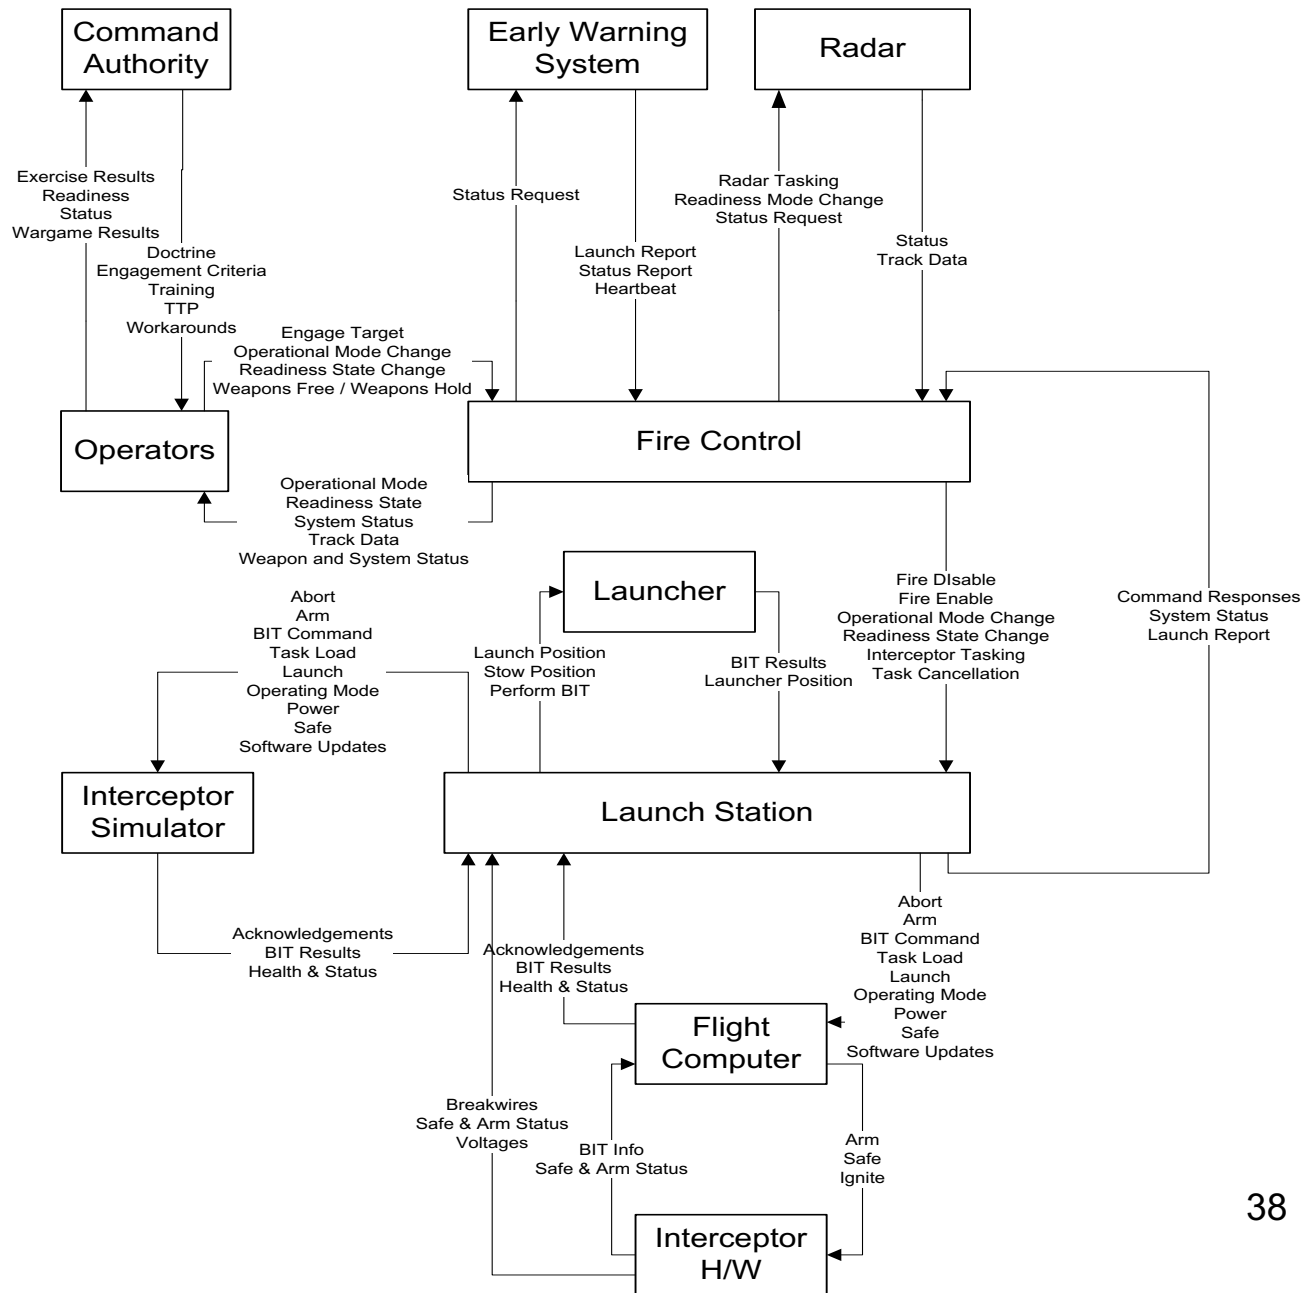 Command
Authority
Early Warning
System
Radar
Exercise Results
Readiness
Status
Wargame Results
Doctrine
Engagement Criteria
Training
TTP
Workarounds
Status Request
Launch Report
Status Report
Heartbeat
Radar Tasking
Readiness Mode Change
Status Request
Status
Track Data
Engage Target
Operational Mode Change
Readiness State Change
Weapons Free / Weapons Hold
Operators
Fire Control
Operational Mode
Readiness State
System Status
Track Data
Weapon and System Status
Launcher
Fire DIsable
Fire Enable
Operational Mode Change
Readiness State Change
Interceptor Tasking
Task Cancellation
Command Responses
System Status
Launch Report
Abort
Arm
BIT Command
Task Load
Launch
Operating Mode
Power
Safe
Software Updates
Launch Position
Stow Position
Perform BIT
BIT Results
Launcher Position
Interceptor
Simulator
Launch Station
Acknowledgements
BIT Results
Health & Status
Acknowledgements
BIT Results
Health & Status
Abort
Arm
BIT Command
Task Load
Launch
Operating Mode
Power
Safe
Software Updates
Flight
Computer
Breakwires
Safe & Arm Status
Voltages
BIT Info
Safe & Arm Status
Arm
Safe
Ignite
Interceptor
H/W
38